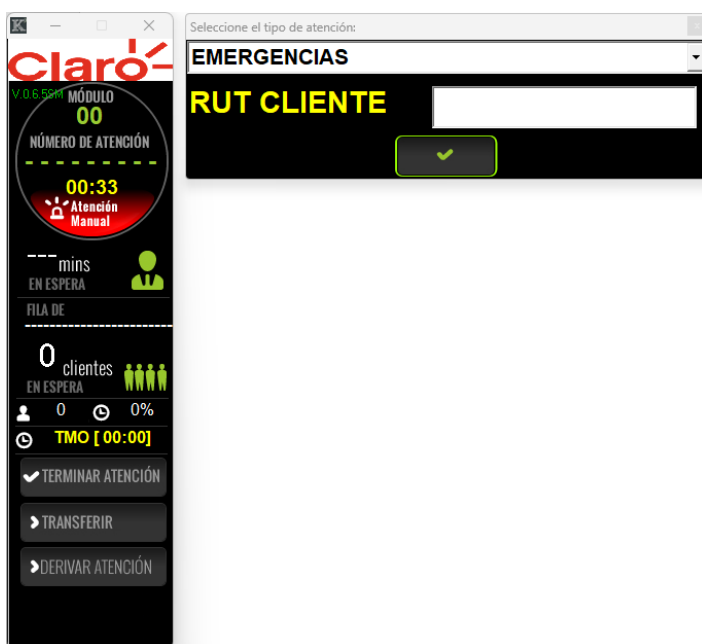 K
Claro
V.0.6.5SM
MÓDULO
00
NÚMERO DE ATENCIÓN
--------
00:33
Atención
Manual
---mins
EN ESPERA
FILA DE
0 clientes
EN ESPERA
0 0%
TMO [ 00:00]
TERMINAR ATENCIÓN
TRANSFERIR
DERIVAR ATENCIÓN
Seleccione el tipo de atención:
EMERGENCIAS
RUT CLIENTE